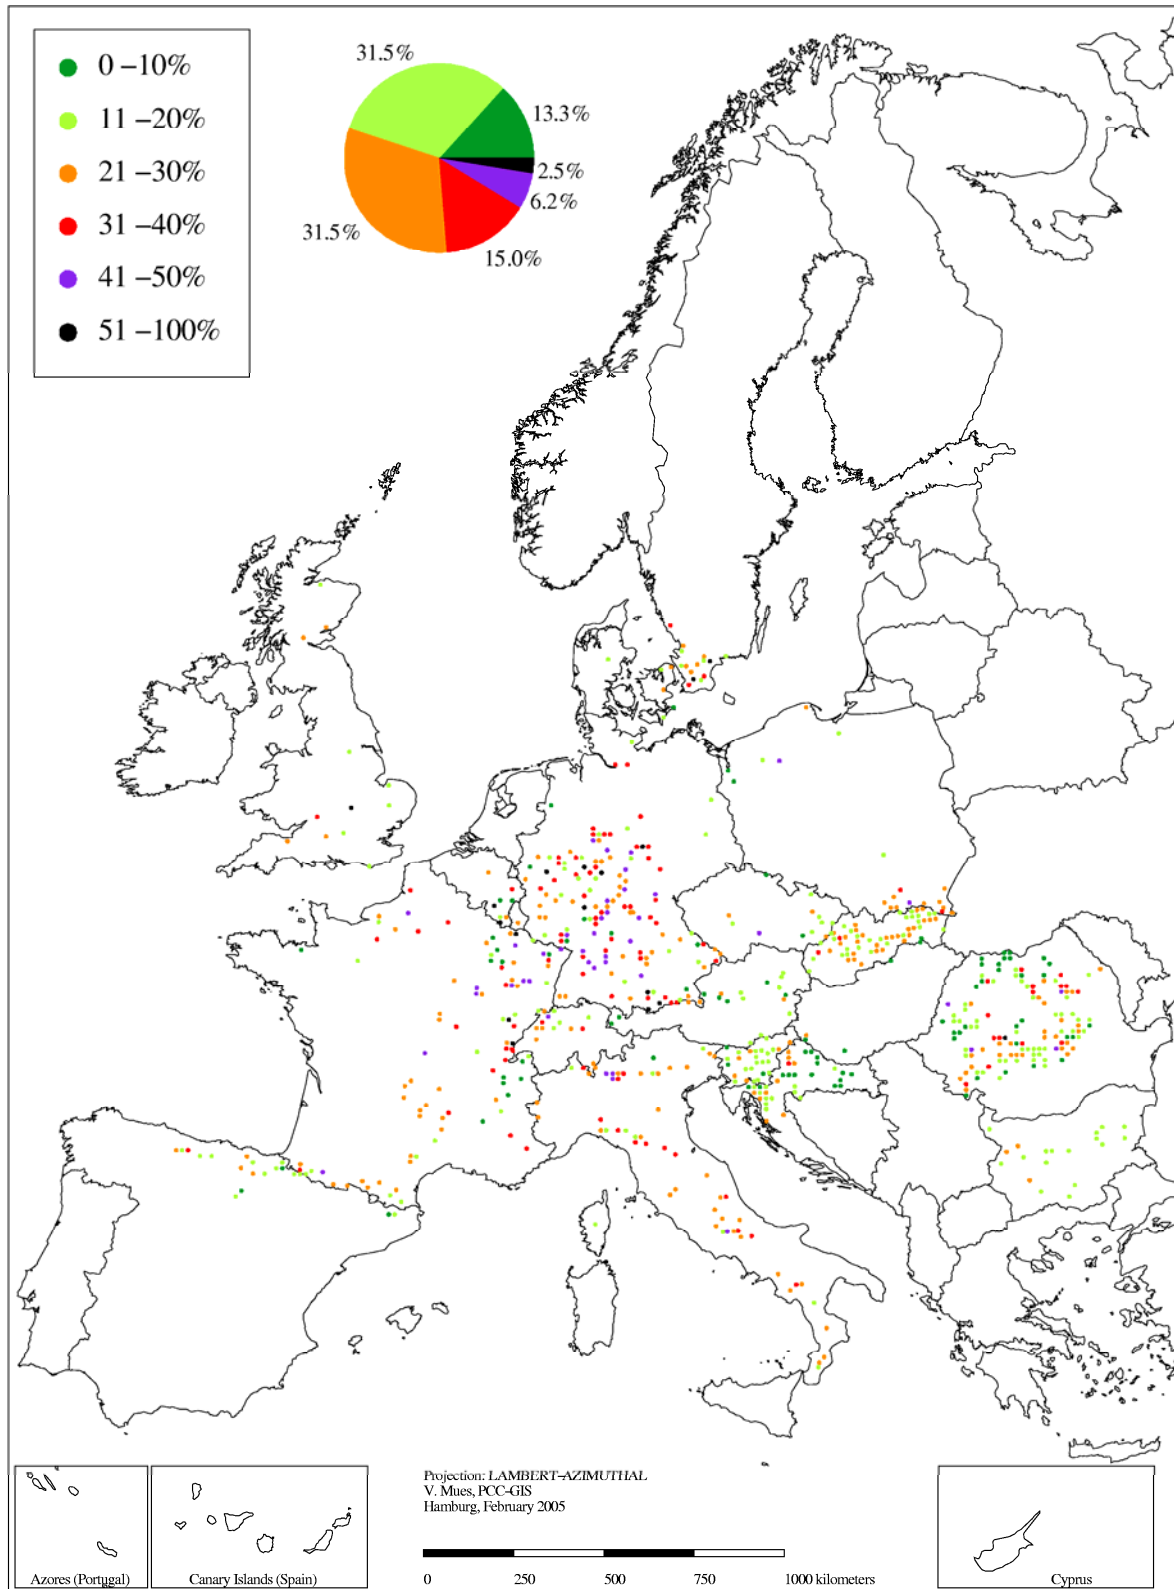 0 –10%
11 –20%
21 –30%
31 –40%
41 –50%
51 –100%
31.5%
13.3%
2.5%
6.2%
15.0%
31.5%
Projection: LAMBERT–AZIMUTHAL
V. Mues, PCC–GIS
Hamburg, February 2005
0 250 500 750 1000 kilometers
Azores (Portugal)
Canary Islands (Spain)
Cyprus